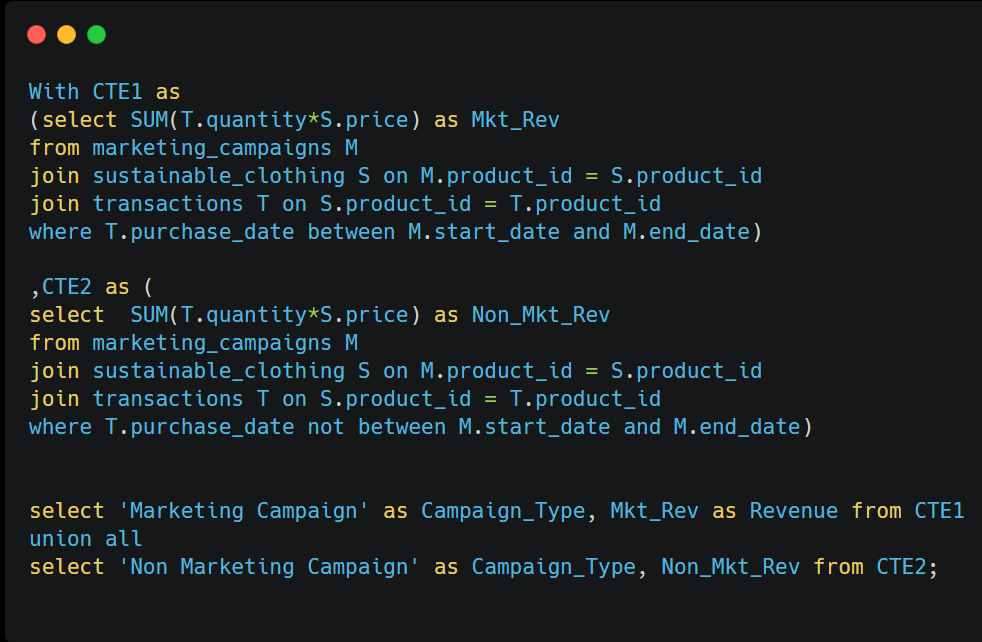 With CTE1 as
(select SUM(T.quantity*S.price) as Mkt_Rev
from marketing_campaigns M
join sustainable_clothing S on M.product_id = S.product_id
join transactions T on S.product_id = T.product_id
where T.purchase_date between M.start_date and M.end_date)
,CTE2 as (
select  SUM(T.quantity*S.price) as Non_Mkt_Rev
from marketing_campaigns M
join sustainable_clothing S on M.product_id = S.product_id
join transactions T on S.product_id = T.product_id
where T.purchase_date not between M.start_date and M.end_date)
select 'Marketing Campaign' as Campaign_Type, Mkt_Rev as Revenue from CTE1
union all
select 'Non Marketing Campaign' as Campaign_Type, Non_Mkt_Rev from CTE2;